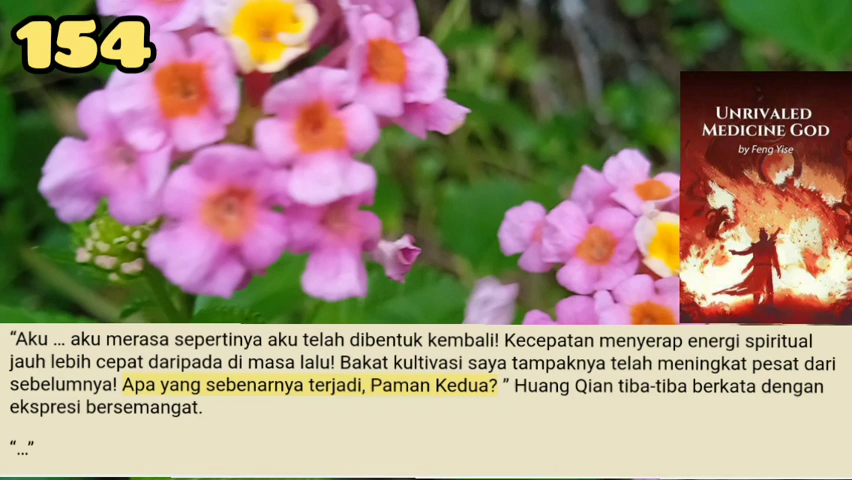 154
UNRIVALED
MEDICINE GOD
by Feng Yise
“Aku ... aku merasa sepertinya aku telah dibentuk kembali! Kecepatan menyerap energi spiritual
jauh lebih cepat daripada di masa lalu! Bakat kultivasi saya tampaknya telah meningkat pesat dari
sebelumnya! Apa yang sebenarnya terjadi, Paman Kedua? ” Huang Qian tiba-tiba berkata dengan
ekspresi bersemangat.
“...”